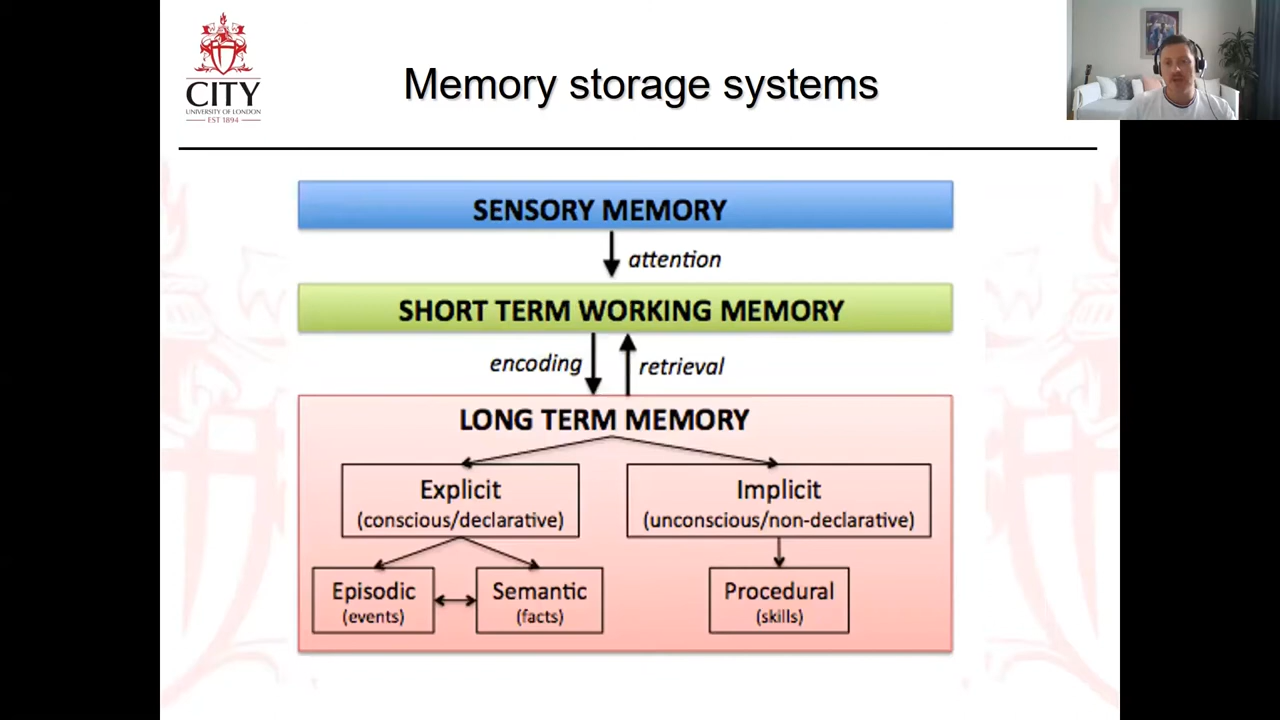 CITY
UNIVERSITY OF LONDON
EST 1894
Memory storage systems
SENSORY MEMORY
attention
SHORT TERM WORKING MEMORY
encoding
retrieval
LONG TERM MEMORY
Explicit
(conscious/declarative)
Implicit
(unconscious/non-declarative)
Episodic
(events)
Semantic
(facts)
Procedural
(skills)